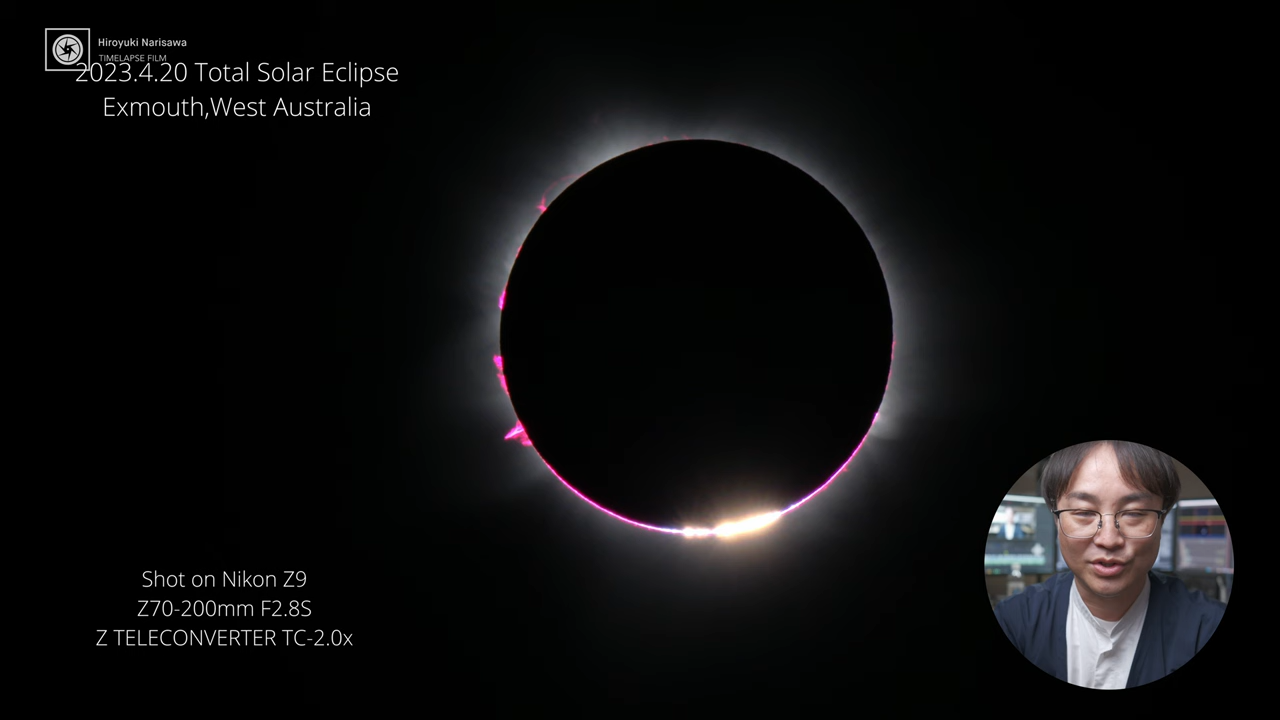 Hiroyuki Narisawa
TIMELAPSE FILM
2023.4.20 Total Solar Eclipse
Exmouth,West Australia
Shot on Nikon Z9
Z70-200mm F2.8S
Z TELECONVERTER TC-2.0x